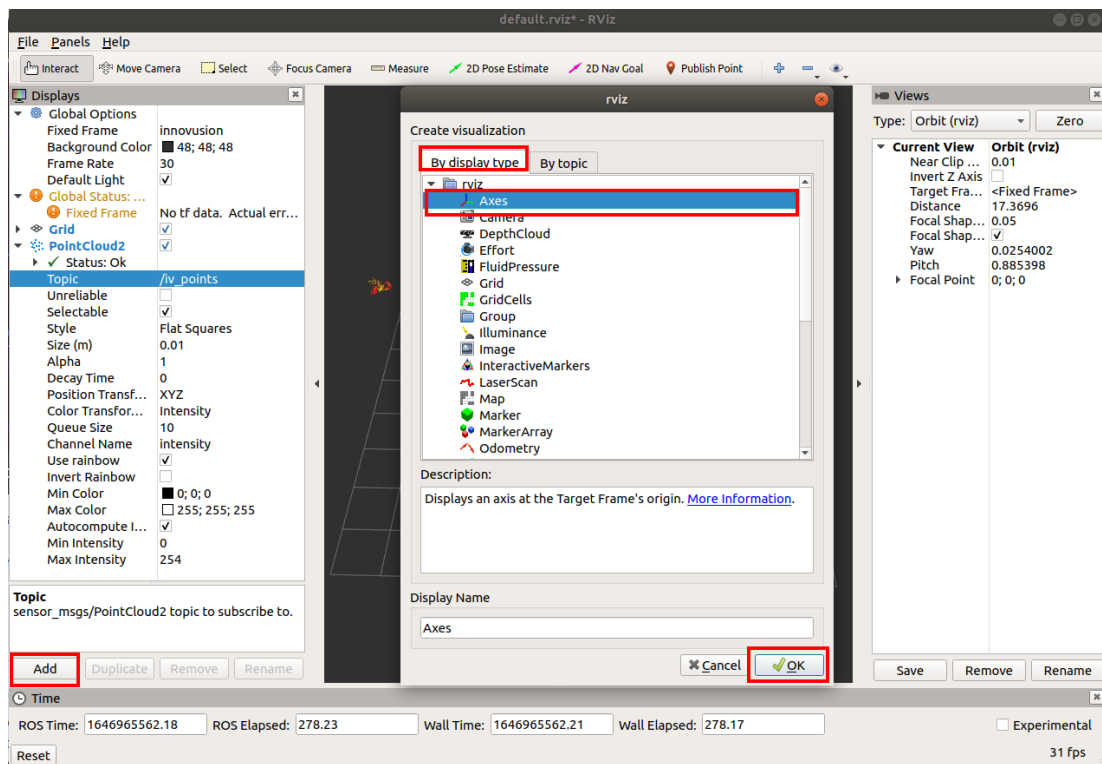 default.rviz* - RViz
File Panels Help
Interact Move Camera Select Focus Camera Measure 2D Pose Estimate 2D Nav Goal Publish Point
Displays
Global Options
Fixed Frame innovusion
Background Color 48; 48; 48
Frame Rate 30
Default Light
Global Status: ...
Fixed Frame No tf data. Actual err...
Grid
PointCloud2
Status: Ok
Topic /iv_points
Unreliable
Selectable
Style Flat Squares
Size (m) 0.01
Alpha 1
Decay Time 0
Position Transf... XYZ
Color Transfor... Intensity
Queue Size 10
Channel Name intensity
Use rainbow
Invert Rainbow
Min Color 0; 0; 0
Max Color 255; 255; 255
Autocompute I...
Min Intensity 0
Max Intensity 254
Topic
sensor_msgs/PointCloud2 topic to subscribe to.
Add Duplicate Remove Rename
rviz
Create visualization
By display type By topic
rviz
Axes
Camera
DepthCloud
Effort
FluidPressure
Grid
GridCells
Group
Illuminance
Image
InteractiveMarkers
LaserScan
Map
Marker
MarkerArray
Odometry
Description:
Displays an axis at the Target Frame's origin. More Information.
Display Name
Axes
Cancel OK
Views
Type: Orbit (rviz) Zero
Current View Orbit (rviz)
Near Clip ... 0.01
Invert Z Axis
Target Fra... <Fixed Frame>
Distance 17.3696
Focal Shap... 0.05
Focal Shap...
Yaw 0.0254002
Pitch 0.885398
Focal Point 0; 0; 0
Save Remove Rename
Time
ROS Time: 1646965562.18 ROS Elapsed: 278.23 Wall Time: 1646965562.21 Wall Elapsed: 278.17 Experimental
Reset 31 fps